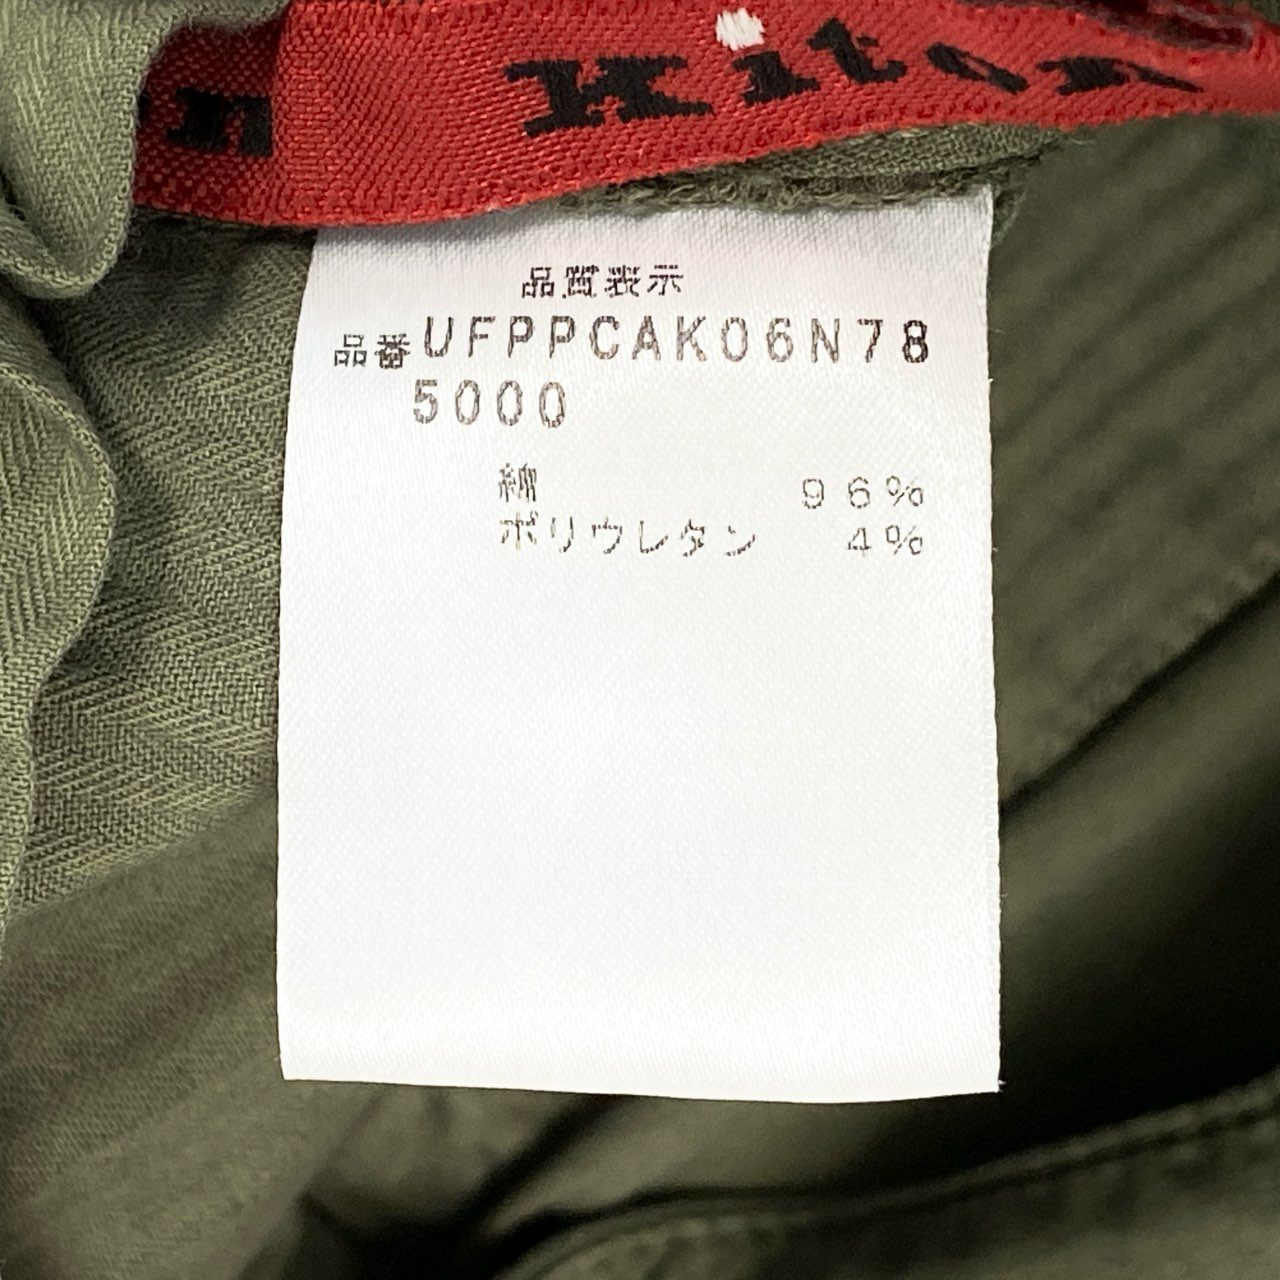 n Kiton
品質表示
品番UFPPCAK06N78
5000
綿 96%
ポリウレタン 4%